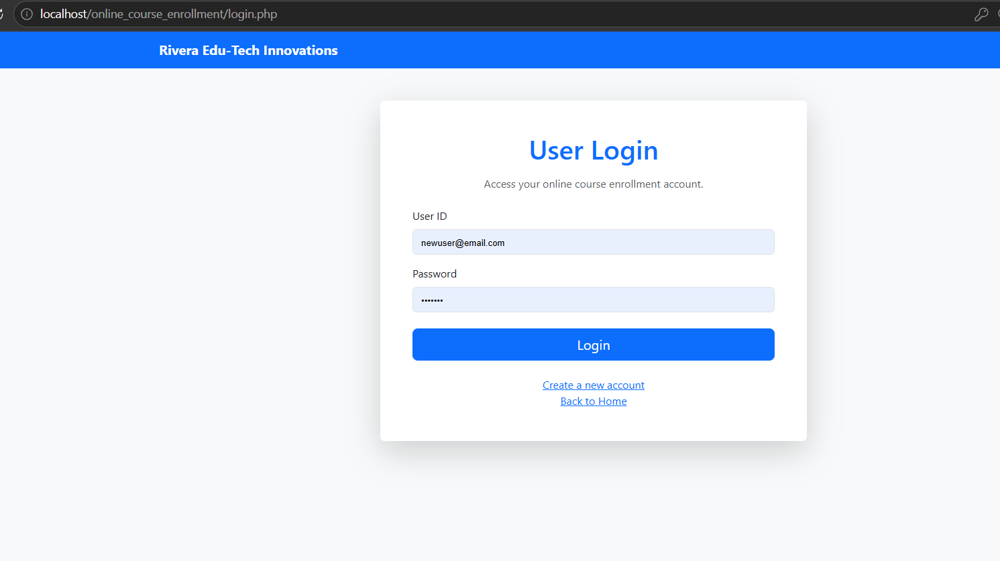 localhost/online_course_enrollment/login.php
Rivera Edu-Tech Innovations
User Login
Access your online course enrollment account.
User ID
newuser@email.com
Password
•••••••
Login
Create a new account
Back to Home